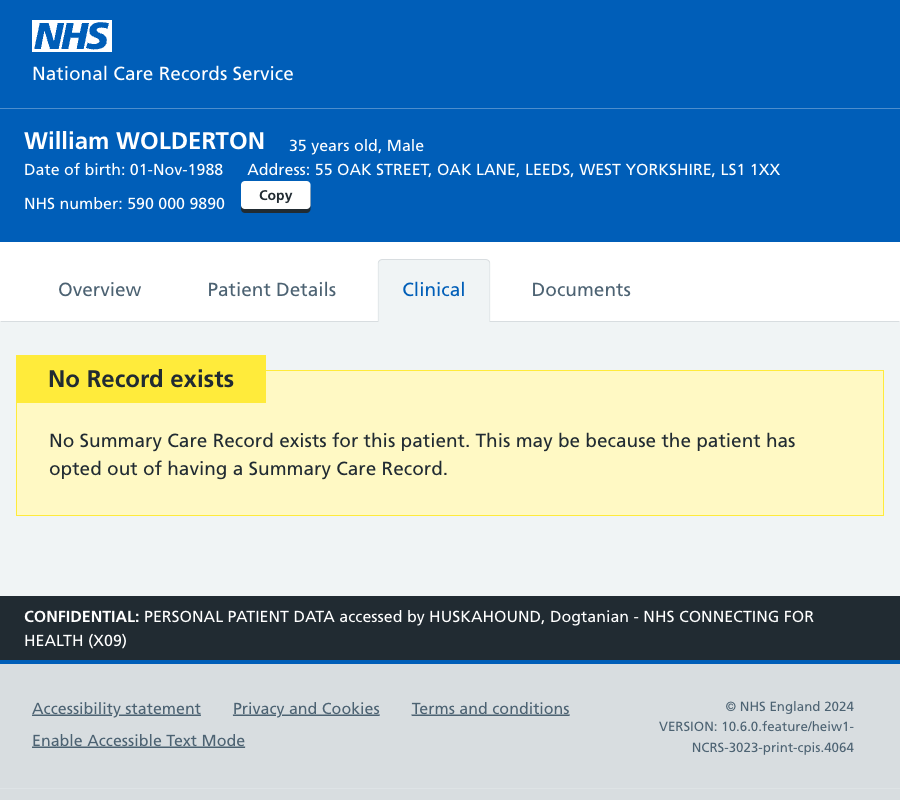 NHS
National Care Records Service
William WOLDERTON 35 years old, Male
Date of birth: 01-Nov-1988 Address: 55 OAK STREET, OAK LANE, LEEDS, WEST YORKSHIRE, LS1 1XX
NHS number: 590 000 9890 Copy
Overview Patient Details Clinical Documents
No Record exists
No Summary Care Record exists for this patient. This may be because the patient has
opted out of having a Summary Care Record.
CONFIDENTIAL: PERSONAL PATIENT DATA accessed by HUSKAHOUND, Dogtanian - NHS CONNECTING FOR
HEALTH (X09)
Accessibility statement Privacy and Cookies Terms and conditions
Enable Accessible Text Mode
© NHS England 2024
VERSION: 10.6.0.feature/heiw1-
NCRS-3023-print-cpis.4064